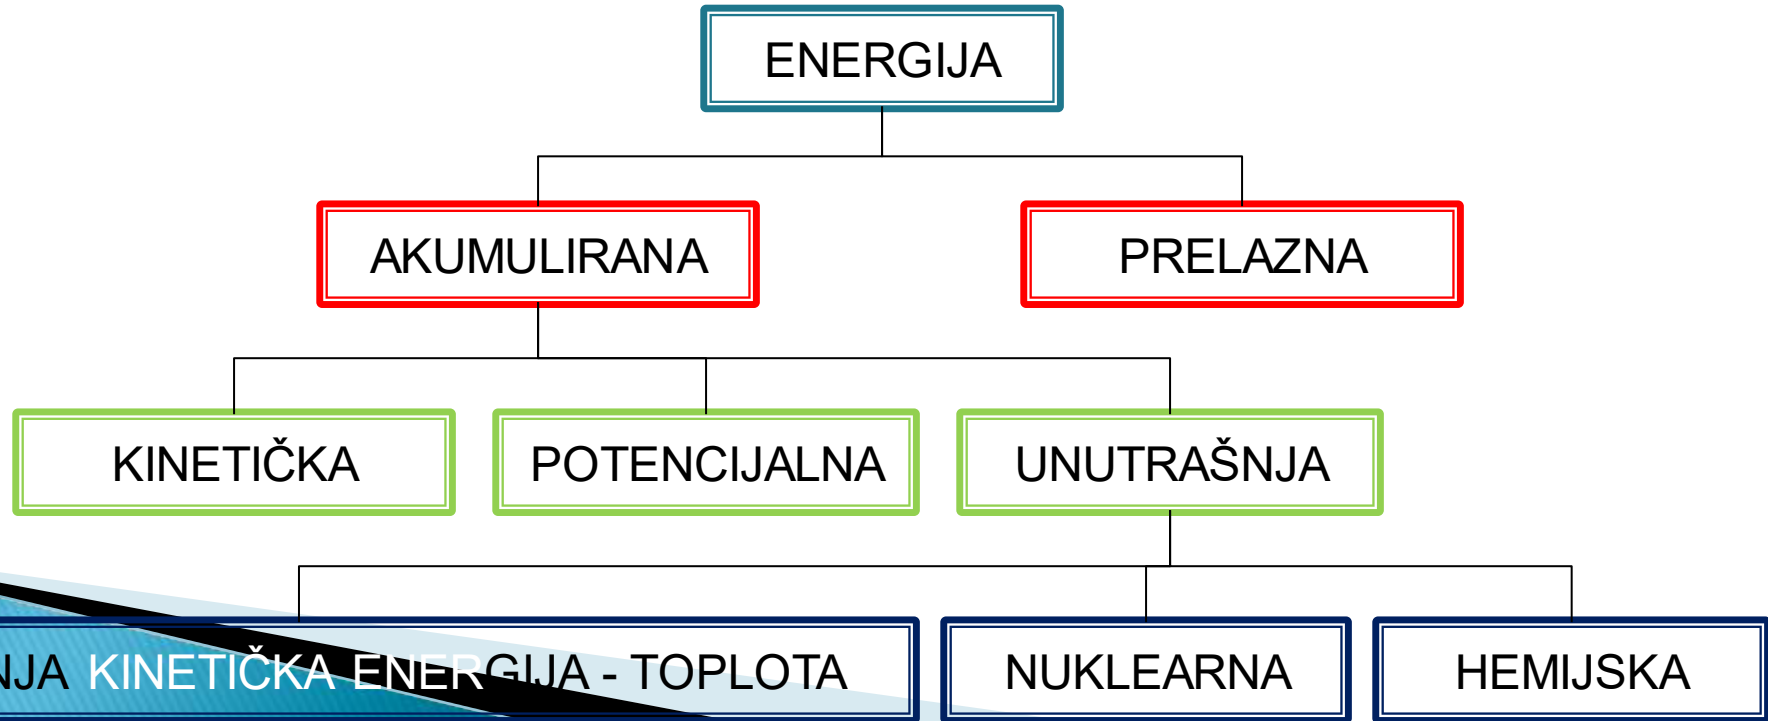 ENERGIJA
AKUMULIRANA
PRELAZNA
KINETIČKA
POTENCIJALNA
UNUTRAŠNJA
NJA KINETIČKA ENERGIJA - TOPLOTA
NUKLEARNA
HEMIJSKA